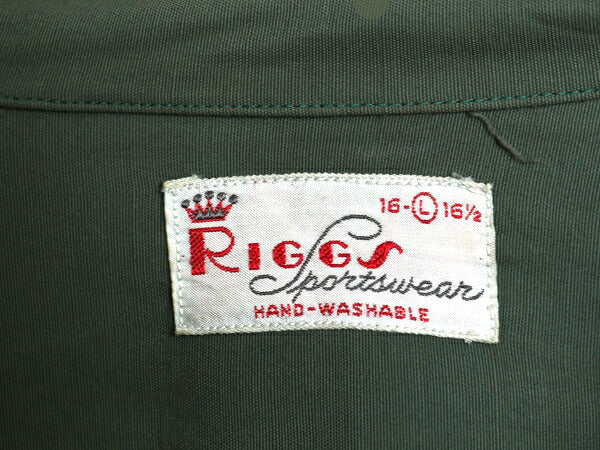 16-L 16½
RIGGS
Sportswear
HAND-WASHABLE